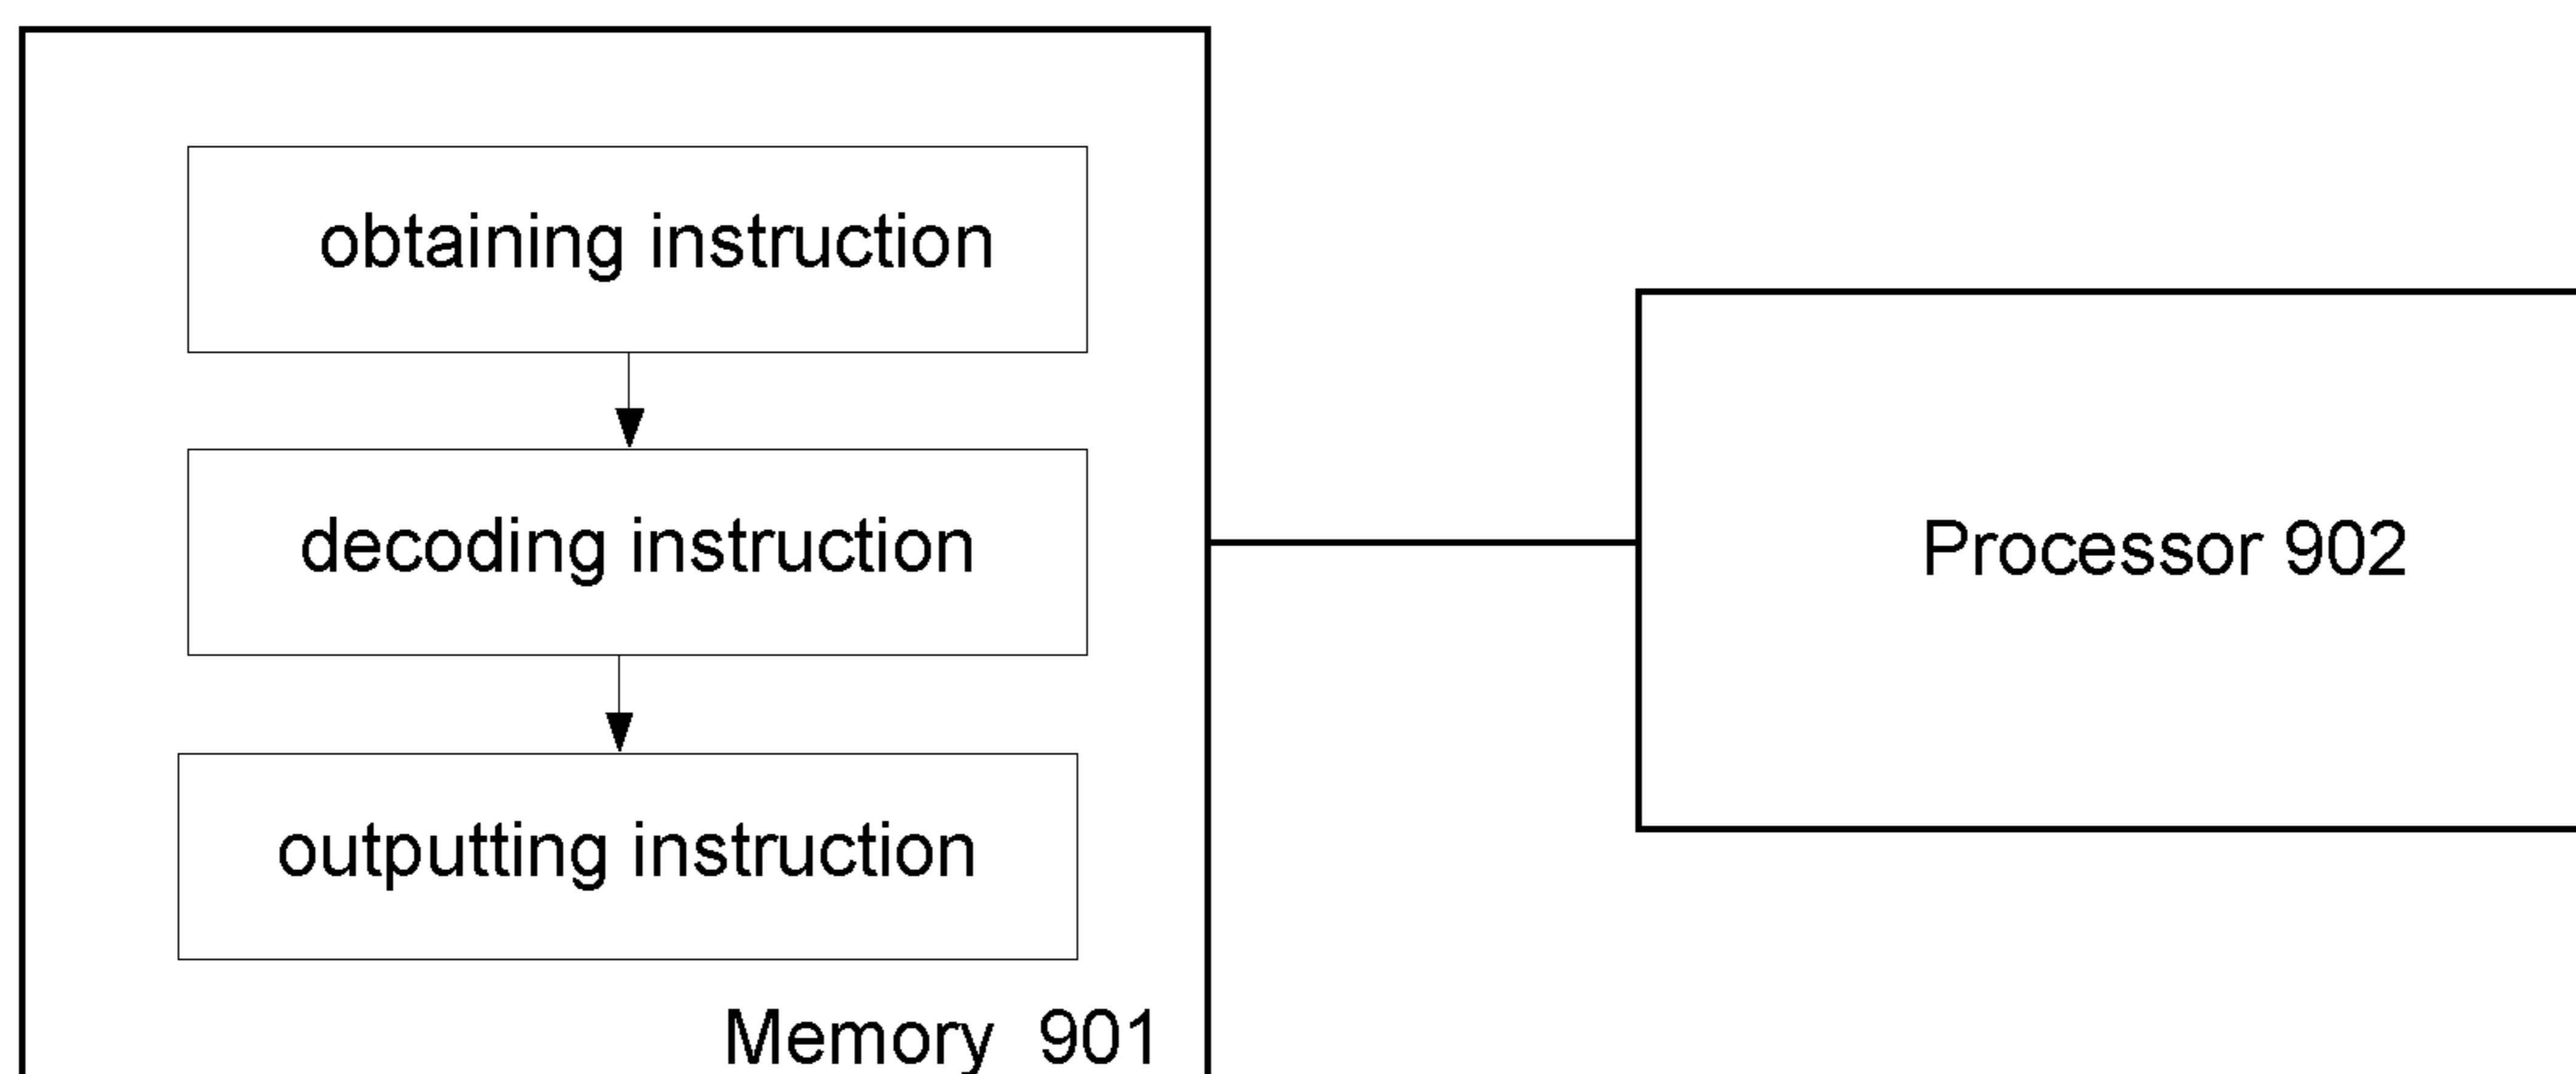 obtaining instruction
decoding instruction
outputting instruction
Memory 901
Processor 902